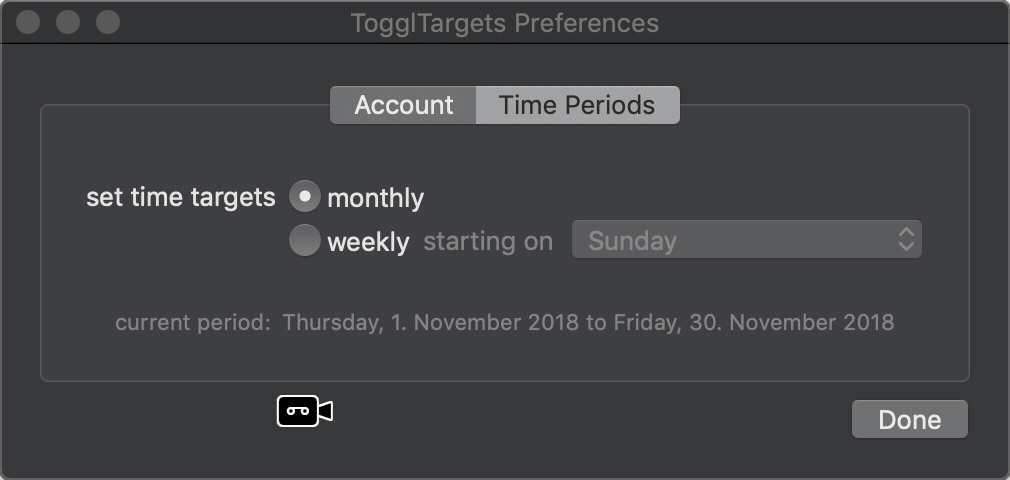 TogglTargets Preferences
Account Time Periods
set time targets monthly
weekly starting on Sunday
current period: Thursday, 1. November 2018 to Friday, 30. November 2018
Done